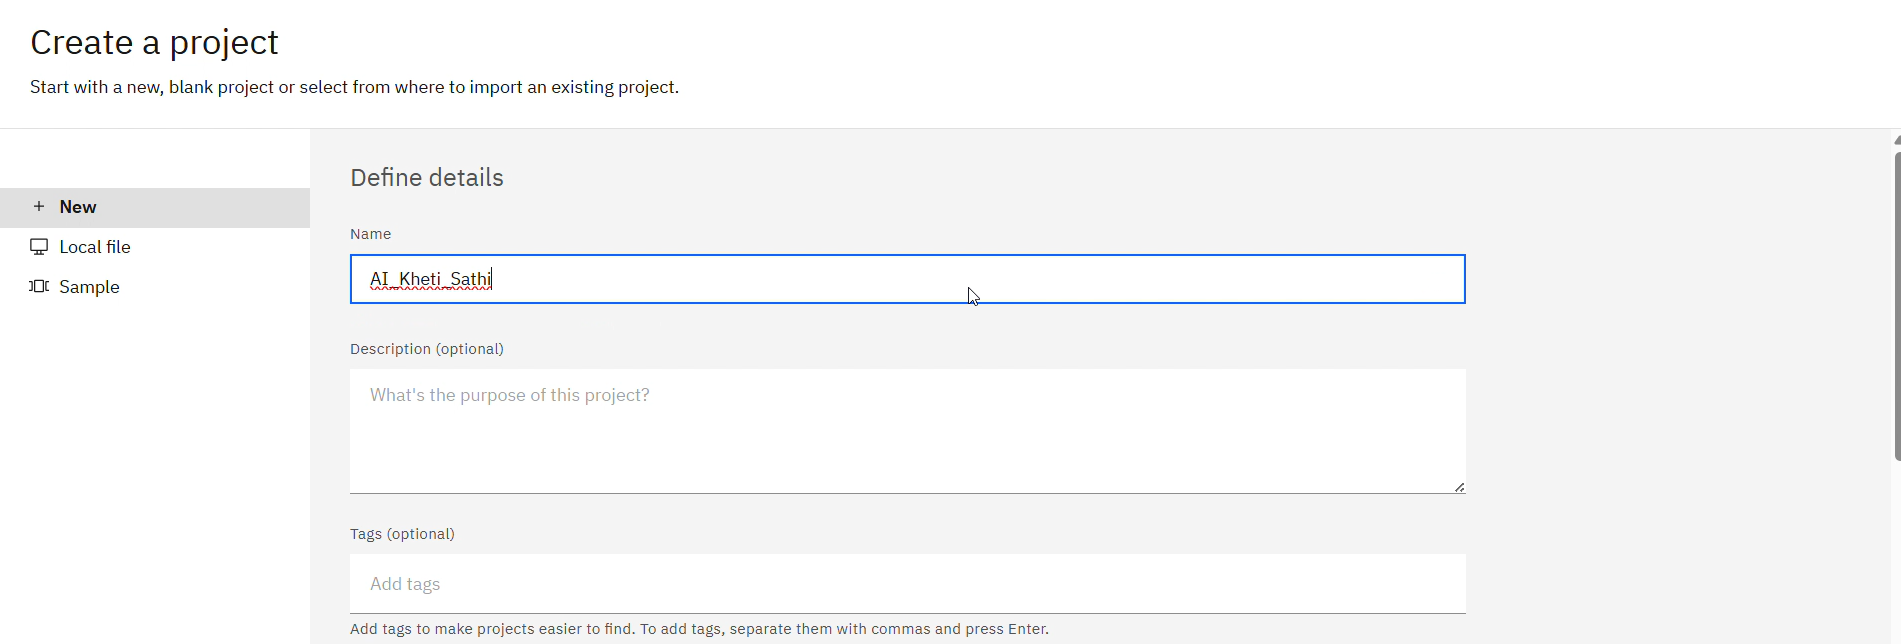 Create a project
Start with a new, blank project or select from where to import an existing project.
New
Local file
Sample
Define details
Name
AI_Kheti_Sathi
Description (optional)
What's the purpose of this project?
Tags (optional)
Add tags
Add tags to make projects easier to find. To add tags, separate them with commas and press Enter.